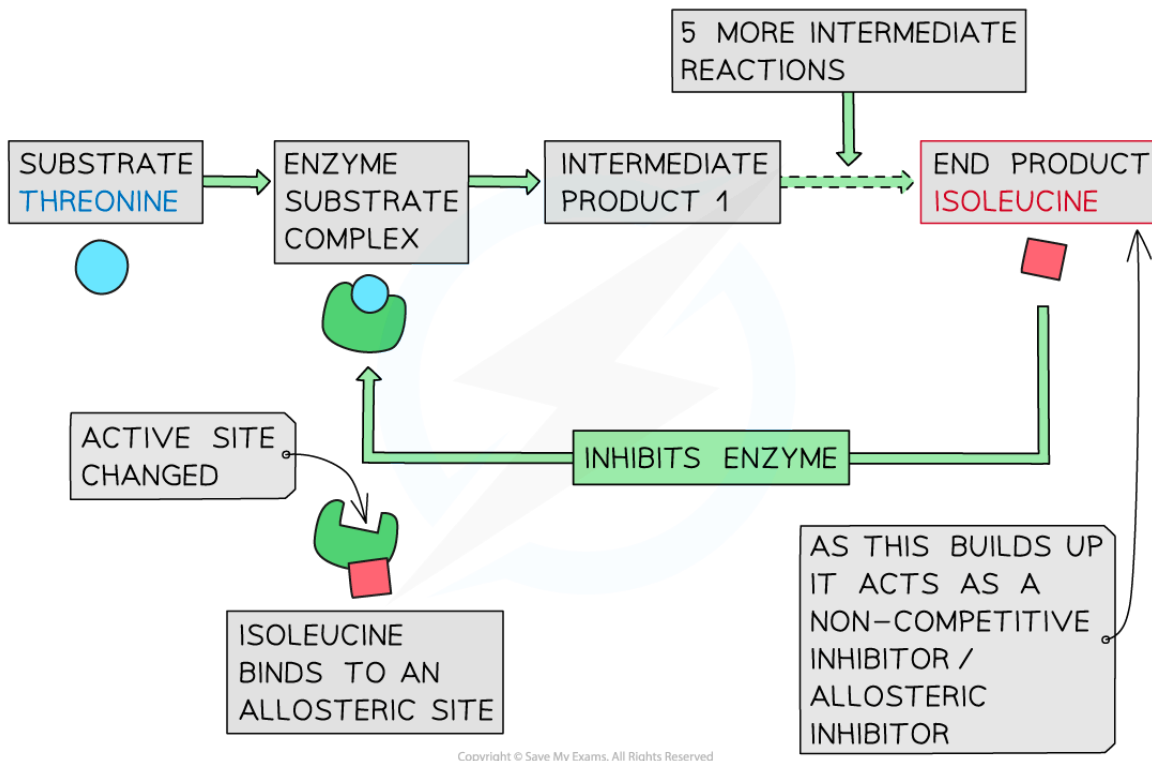 5 MORE INTERMEDIATE
REACTIONS
SUBSTRATE
THREONINE
ENZYME
SUBSTRATE
COMPLEX
INTERMEDIATE
PRODUCT 1
END PRODUCT
ISOLEUCINE
INHIBITS ENZYME
ACTIVE SITE
CHANGED
ISOLEUCINE
BINDS TO AN
ALLOSTERIC SITE
AS THIS BUILDS UP
IT ACTS AS A
NON-COMPETITIVE
INHIBITOR /
ALLOSTERIC
INHIBITOR
Copyright © Save My Exams. All Rights Reserved